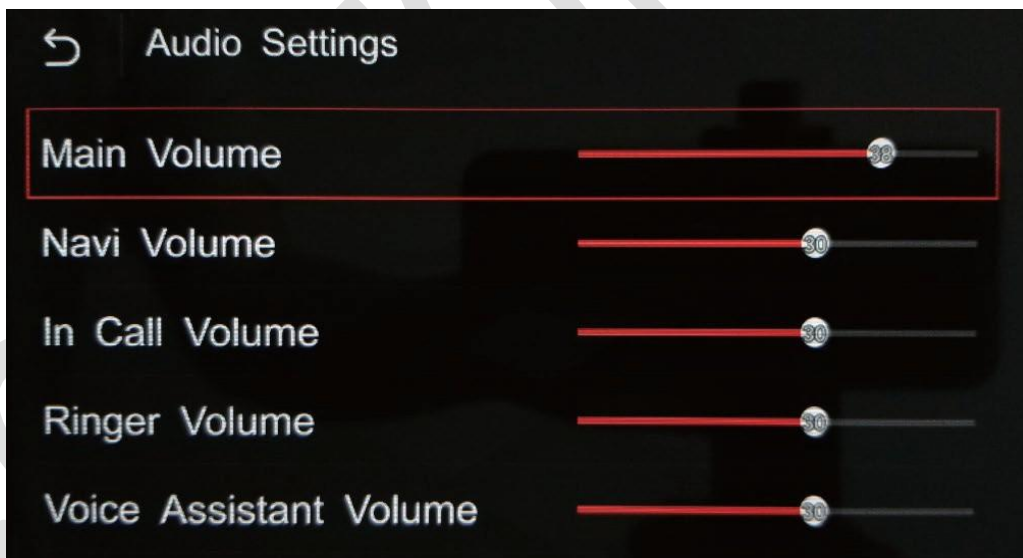 Audio Settings
Main Volume 38
Navi Volume 30
In Call Volume 30
Ringer Volume 30
Voice Assistant Volume 30